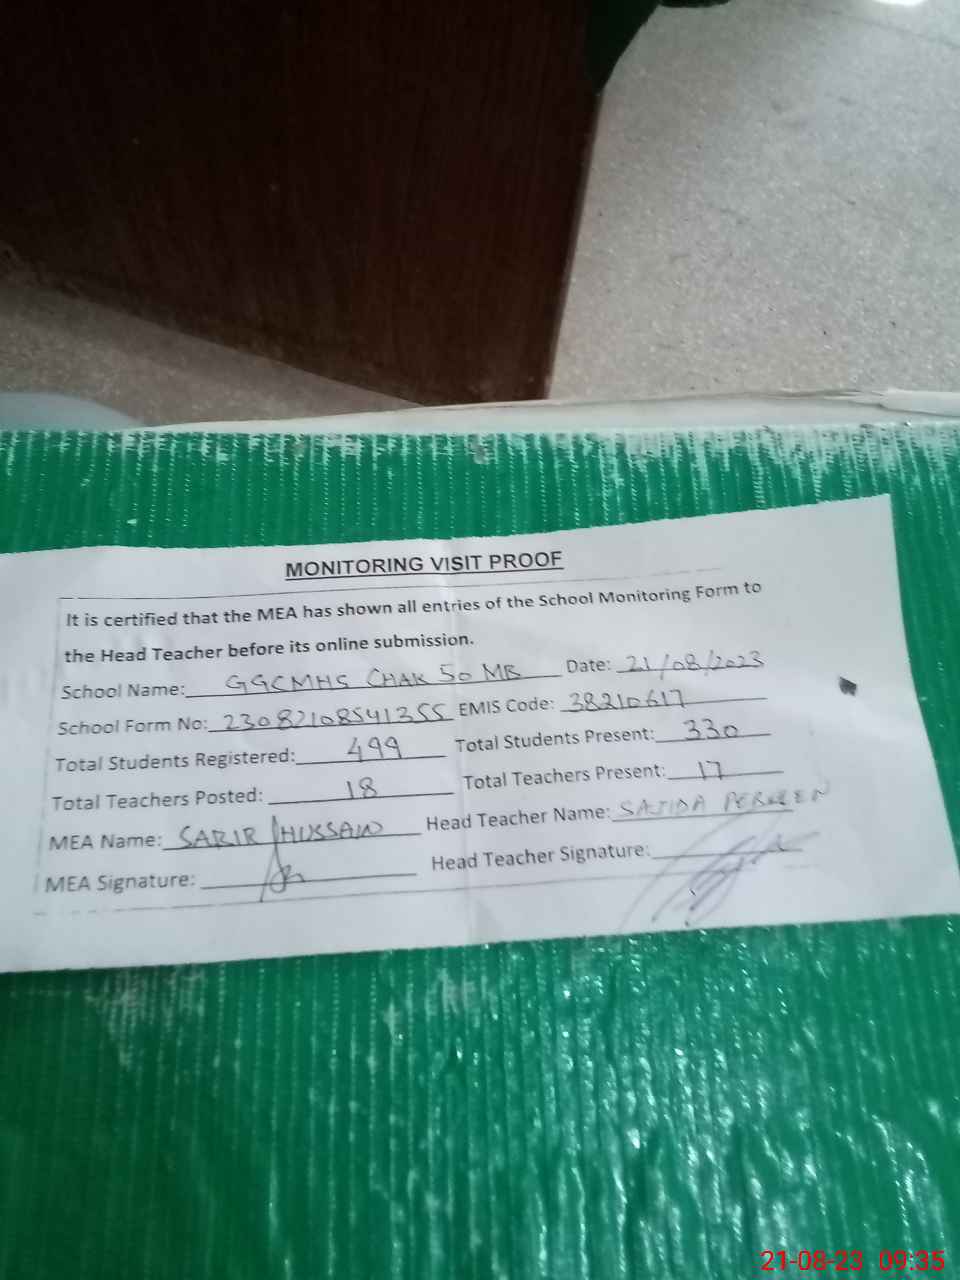 MONITORING VISIT PROOF
It is certified that the MEA has shown all entries of the School Monitoring Form to
the Head Teacher before its online submission.
School Name: GGCMHS CHAK 50 MB Date: 21/08/2023
School Form No: 23082108541355 EMIS Code: 38210617
Total Students Registered: 499 Total Students Present: 330
Total Teachers Posted: 18 Total Teachers Present: 17
MEA Name: SABIR HUSSAIN Head Teacher Name: SAJIDA PERVEEN
MEA Signature: Head Teacher Signature:
21-08-23 09:35